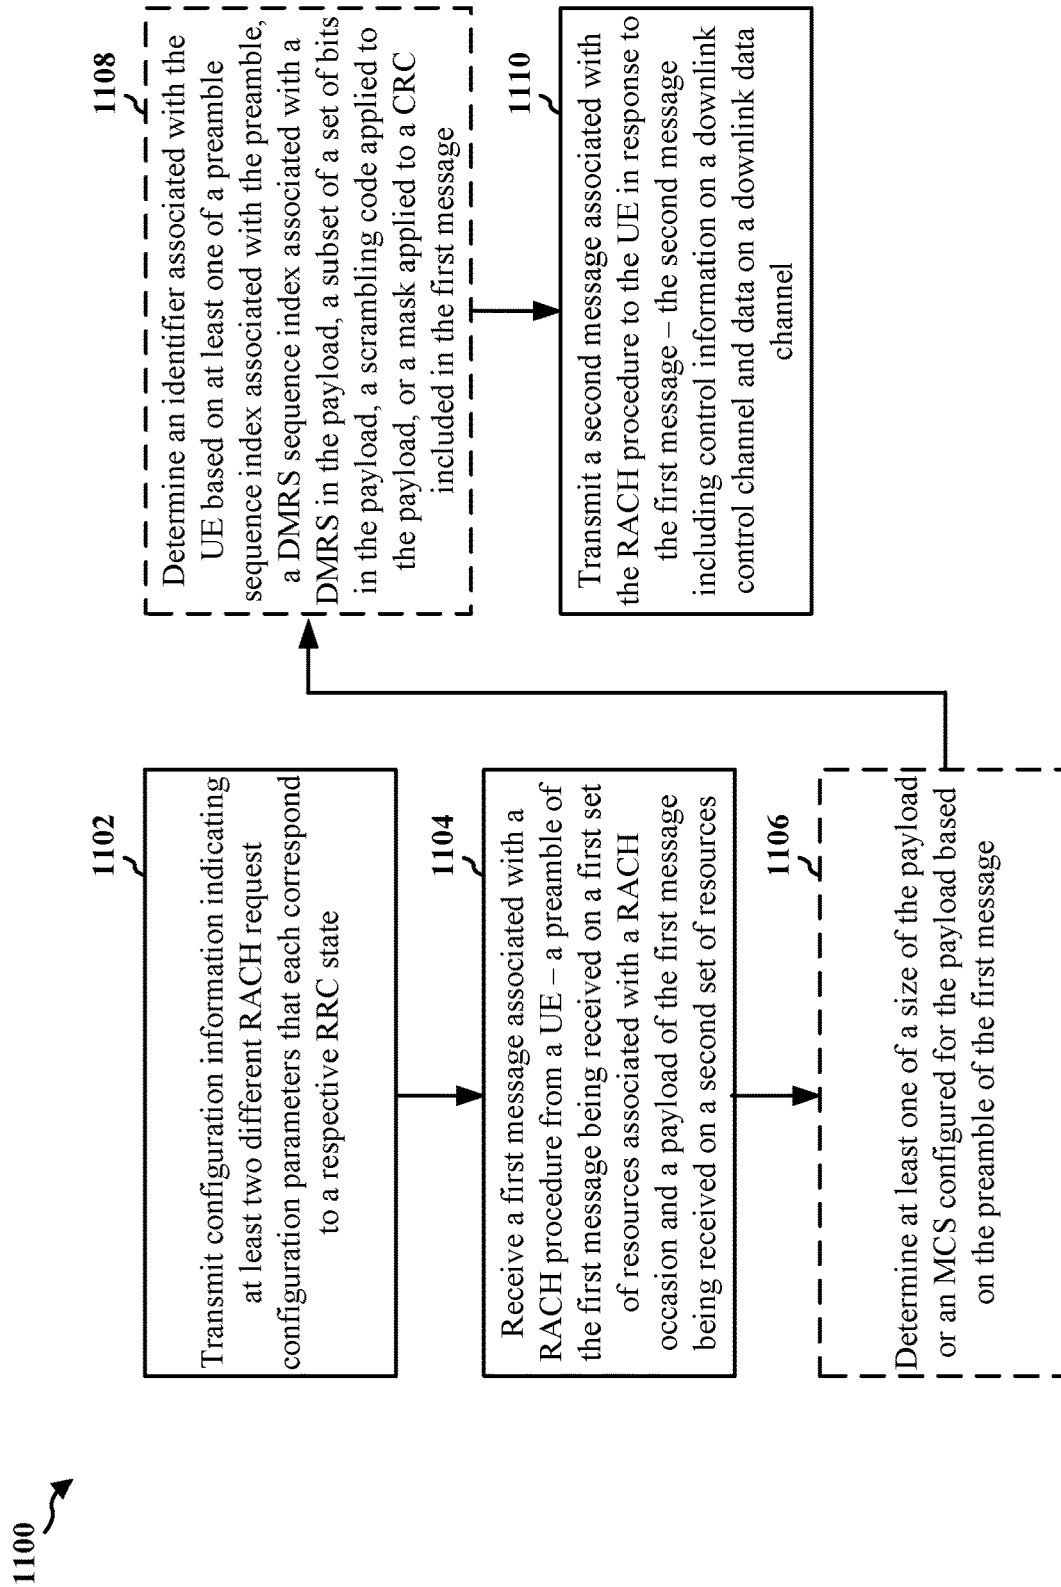 1100
1102
Transmit configuration information indicating
at least two different RACH request
configuration parameters that each correspond
to a respective RRC state
1104
Receive a first message associated with a
RACH procedure from a UE – a preamble of
the first message being received on a first set
of resources associated with a RACH
occasion and a payload of the first message
being received on a second set of resources
1106
Determine at least one of a size of the payload
or an MCS configured for the payload based
on the preamble of the first message
1108
Determine an identifier associated with the
UE based on at least one of a preamble
sequence index associated with the preamble,
a DMRS sequence index associated with a
DMRS in the payload, a subset of a set of bits
in the payload, a scrambling code applied to
the payload, or a mask applied to a CRC
included in the first message
1110
Transmit a second message associated with
the RACH procedure to the UE in response to
the first message – the second message
including control information on a downlink
control channel and data on a downlink data
channel